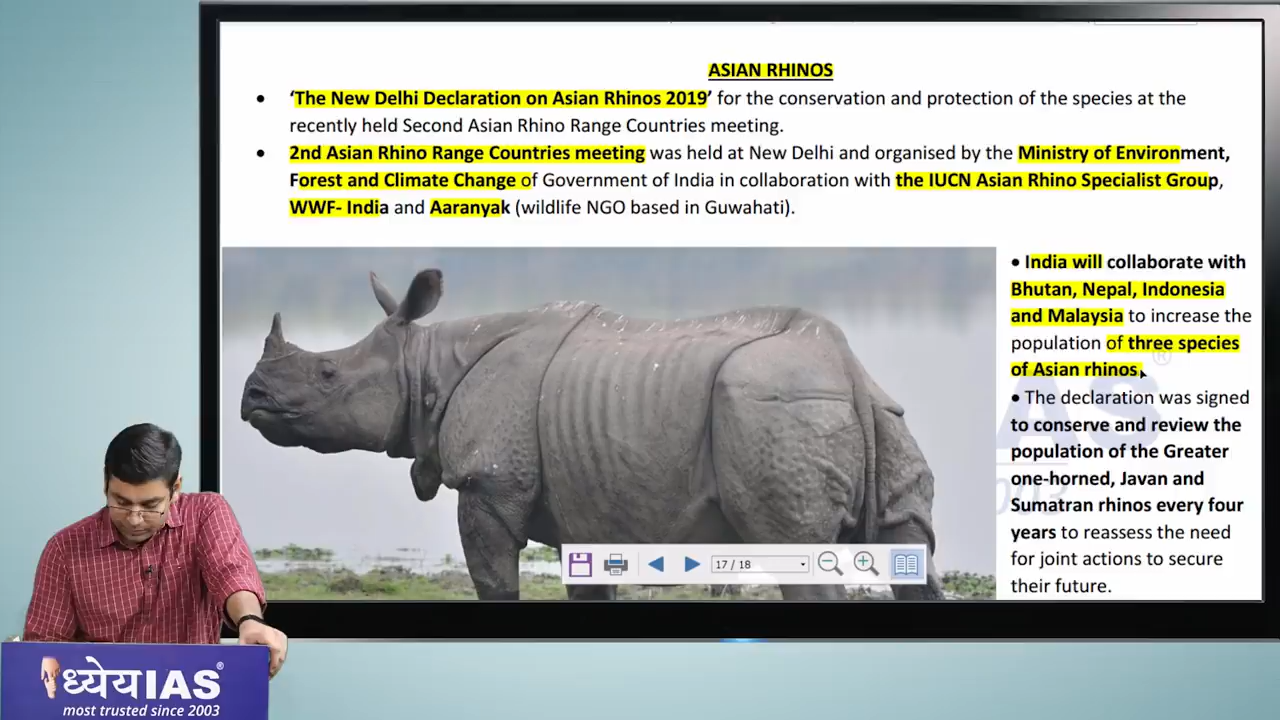 ASIAN RHINOS
• ‘The New Delhi Declaration on Asian Rhinos 2019’ for the conservation and protection of the species at the
recently held Second Asian Rhino Range Countries meeting.
• 2nd Asian Rhino Range Countries meeting was held at New Delhi and organised by the Ministry of Environment,
Forest and Climate Change of Government of India in collaboration with the IUCN Asian Rhino Specialist Group,
WWF- India and Aaranyak (wildlife NGO based in Guwahati).
• India will collaborate with
Bhutan, Nepal, Indonesia
and Malaysia to increase the
population of three species
of Asian rhinos.
• The declaration was signed
to conserve and review the
population of the Greater
one-horned, Javan and
Sumatran rhinos every four
years to reassess the need
for joint actions to secure
their future.
IAS
®
2003
17 / 18
ध्येयIAS®
most trusted since 2003